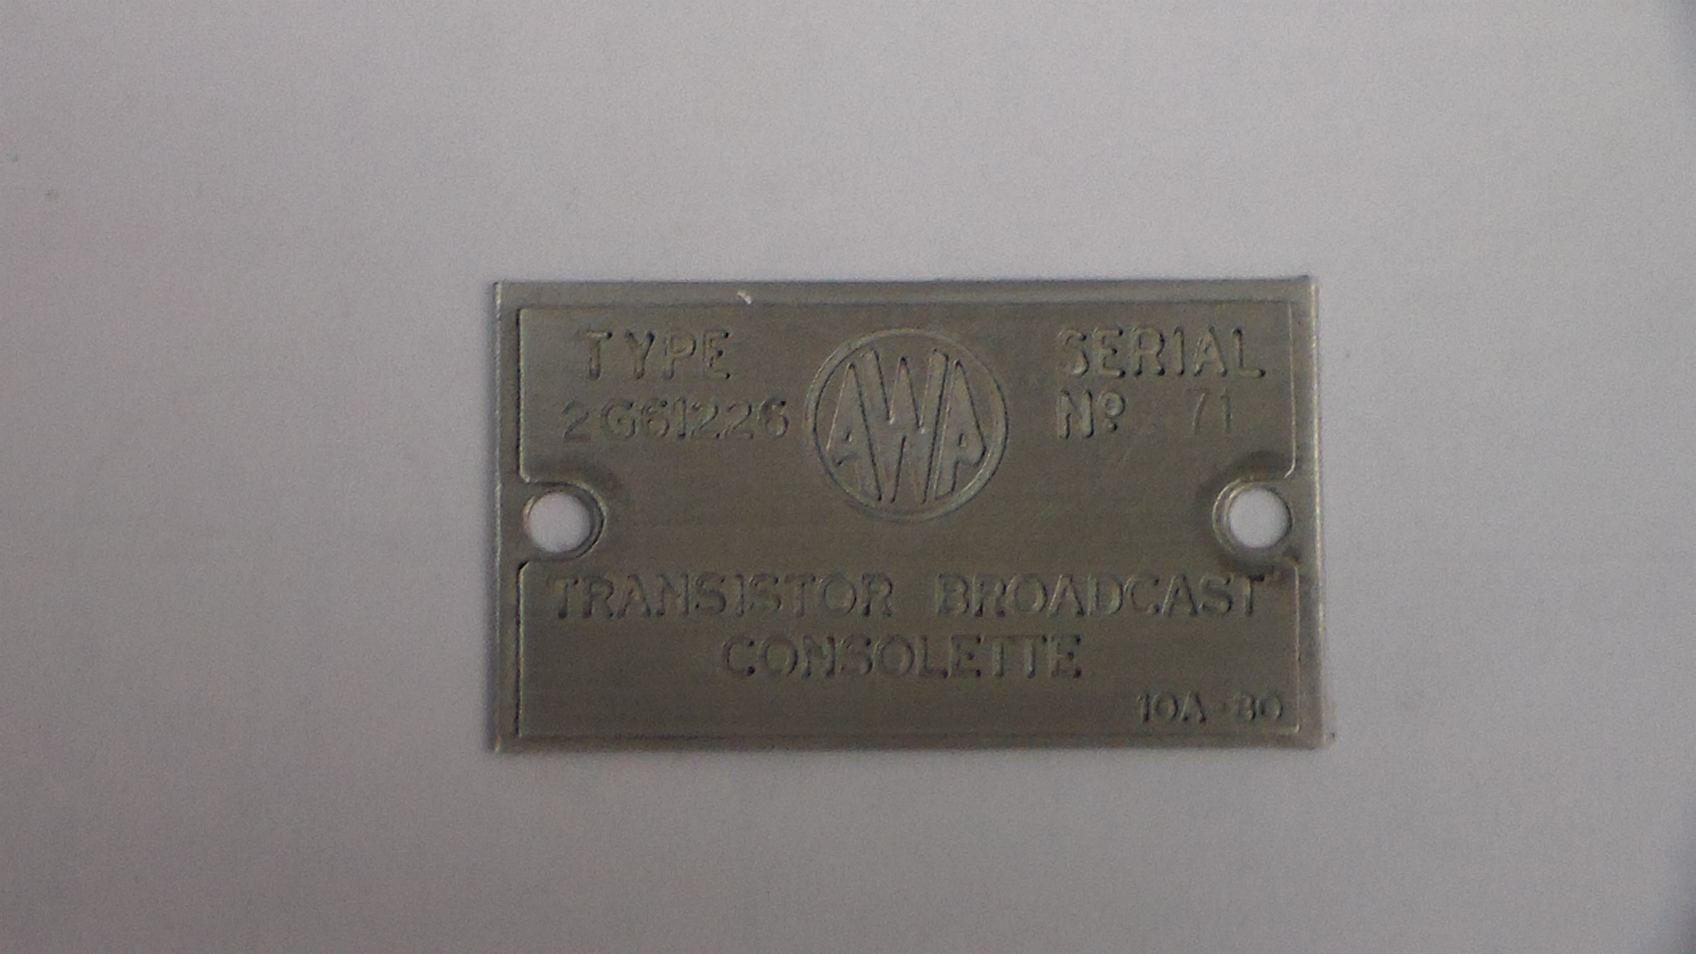 TYPE
2G61226
AWA
SERIAL
Nº 71
TRANSISTOR BROADCAST
CONSOLETTE
10A-80